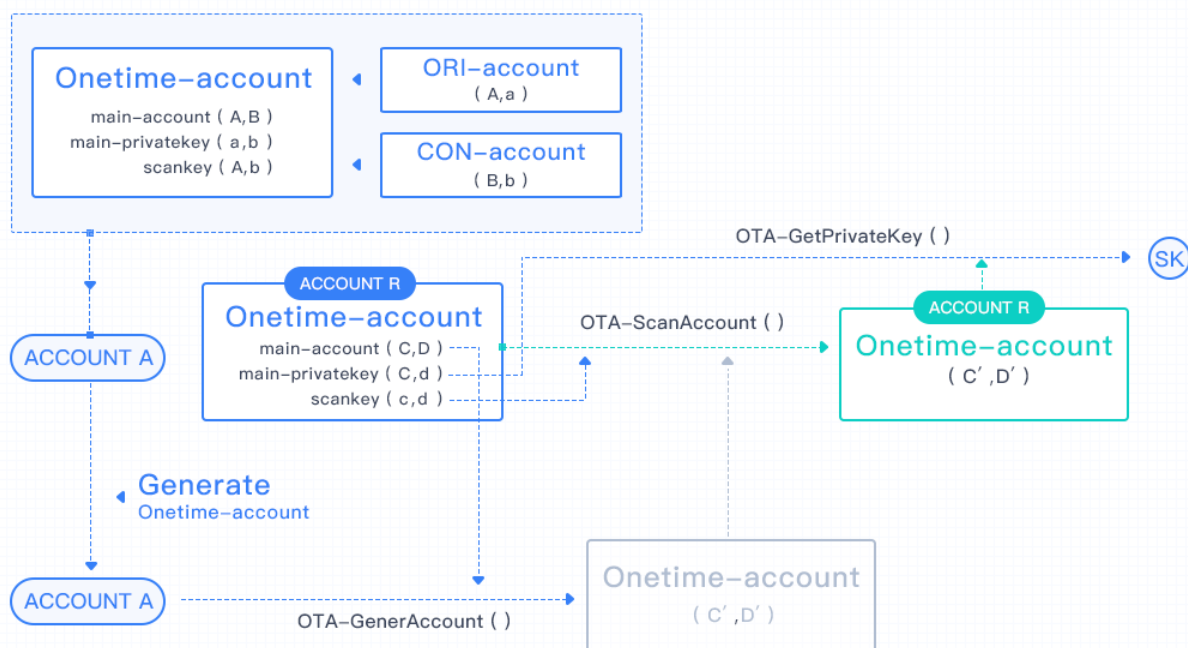 Onetime-account
main-account ( A,B )
main-privatekey ( a,b )
scankey ( A,b )
ORI-account
( A,a )
CON-account
( B,b )
OTA-GetPrivateKey ( )
SK
ACCOUNT R
Onetime-account
main-account ( C,D )
main-privatekey ( C,d )
scankey ( c,d )
OTA-ScanAccount ( )
ACCOUNT R
Onetime-account
( C′ ,D′ )
ACCOUNT A
Generate
Onetime-account
ACCOUNT A
OTA-GenerAccount ( )
Onetime-account
( C′ ,D′ )